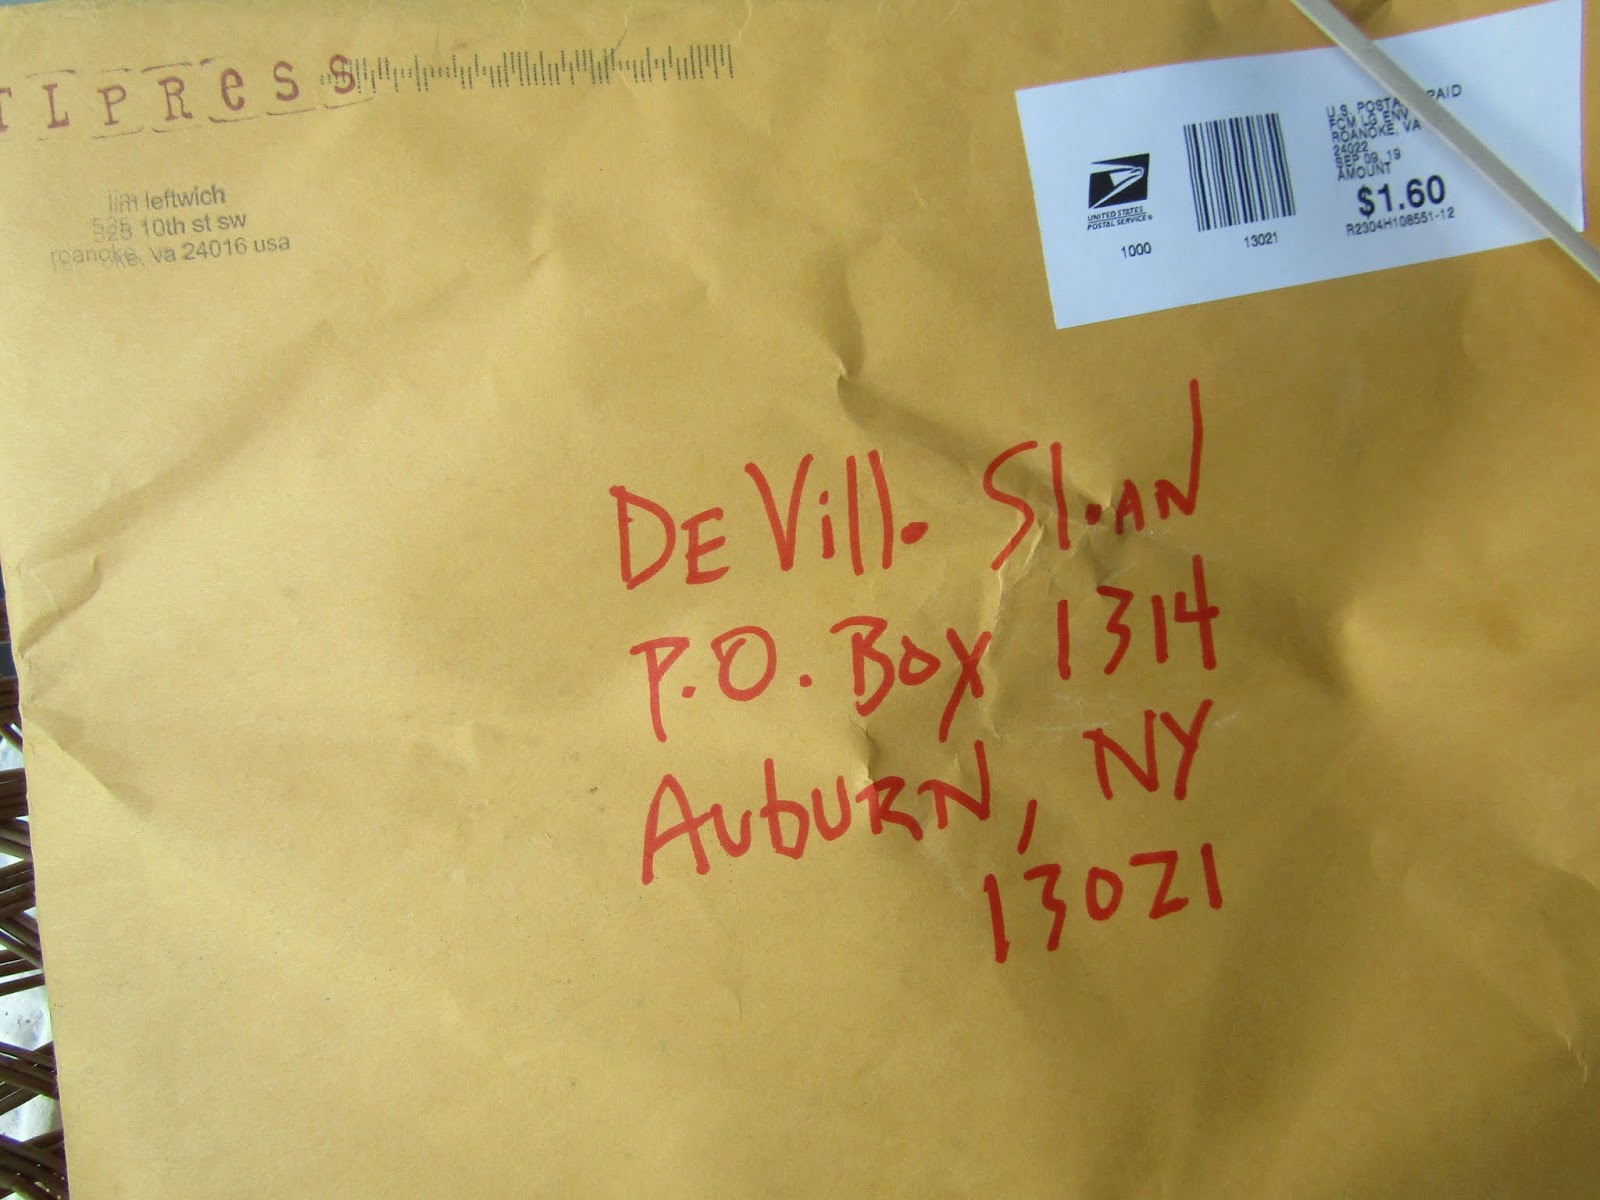 TLPress
jim leftwich
525 10th st sw
roanoke, va 24016 usa
UNITED STATES
POSTAL SERVICE®
1000
13021
U.S. POSTA PAID
FCM LG ENV
ROANOKE, VA
24022
SEP 09, 19
AMOUNT
$1.60
R2304H108551-12
De Vill. Sl.an
P.O. Box 1314
Auburn, NY
13021